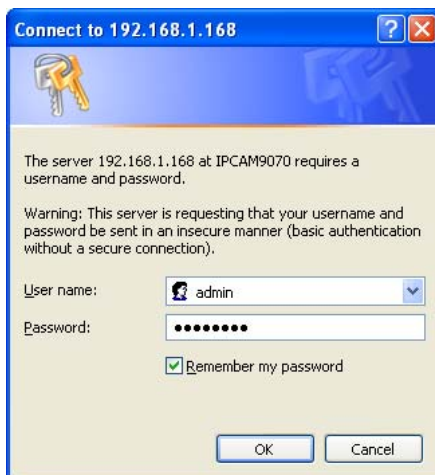 Connect to 192.168.1.168
The server 192.168.1.168 at IPCAM9070 requires a
username and password.
Warning: This server is requesting that your username and
password be sent in an insecure manner (basic authentication
without a secure connection).
User name:
admin
Password:
••••••••
Remember my password
OK
Cancel